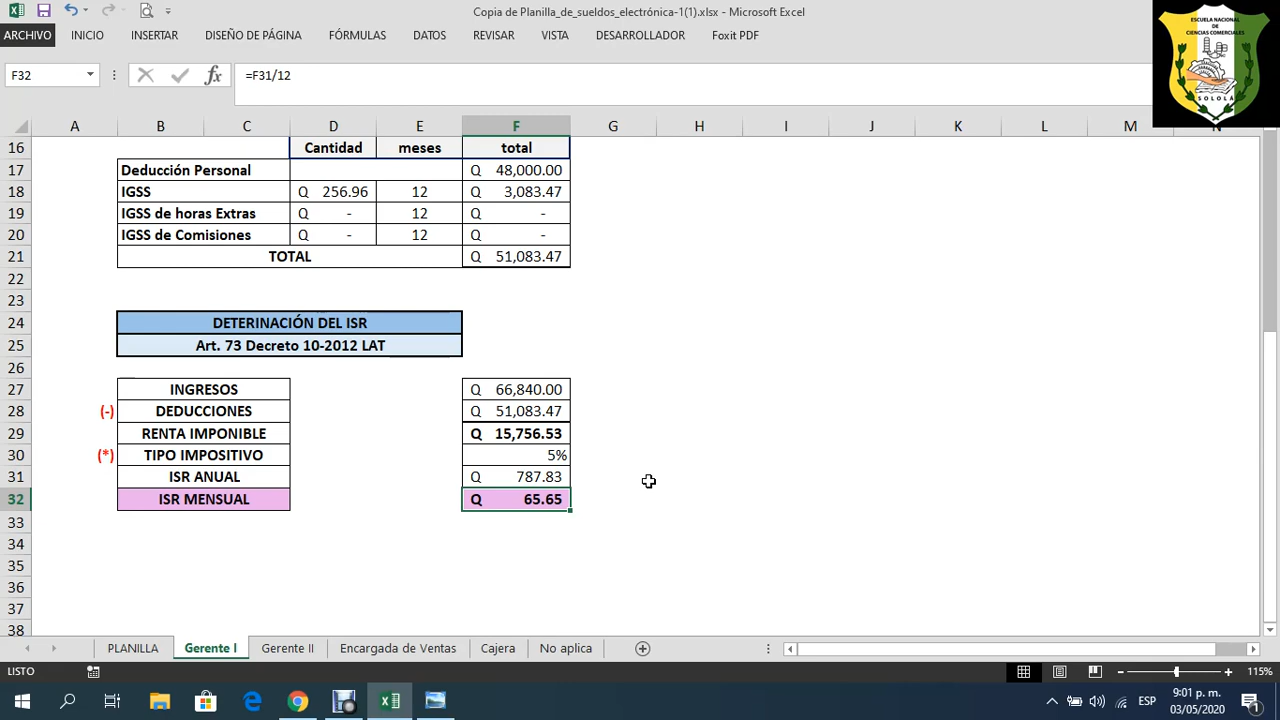 Copia de Planilla_de_sueldos_electrónica-1(1).xlsx - Microsoft Excel
ARCHIVO INICIO INSERTAR DISEÑO DE PÁGINA FÓRMULAS DATOS REVISAR VISTA DESARROLLADOR Foxit PDF
ESCUELA NACIONAL
DE CIENCIAS COMERCIALES
SOLOLÁ
F32 fx =F31/12
A B C D E F G H I J K L M N
16 Cantidad meses total
17 Deducción Personal Q 48,000.00
18 IGSS Q 256.96 12 Q 3,083.47
19 IGSS de horas Extras Q - 12 Q -
20 IGSS de Comisiones Q - 12 Q -
21 TOTAL Q 51,083.47
22
23
24 DETERINACIÓN DEL ISR
25 Art. 73 Decreto 10-2012 LAT
26
27 INGRESOS Q 66,840.00
28 (-) DEDUCCIONES Q 51,083.47
29 RENTA IMPONIBLE Q 15,756.53
30 (*) TIPO IMPOSITIVO 5%
31 ISR ANUAL Q 787.83
32 ISR MENSUAL Q 65.65
33
34
35
36
37
38
PLANILLA Gerente I Gerente II Encargada de Ventas Cajera No aplica
LISTO 115%
ESP 9:01 p. m.
03/05/2020
1